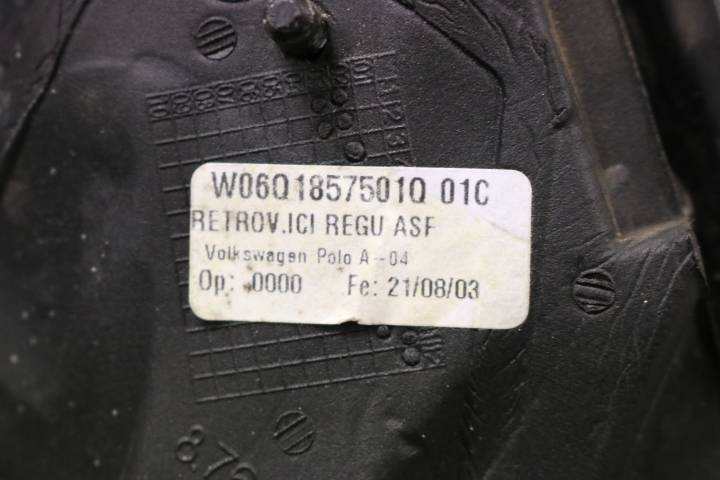 W06Q1857501Q 01C
RETROV.ICI REGU ASF
Volkswagen Polo A-04
Op: .0000 Fe: 21/08/03